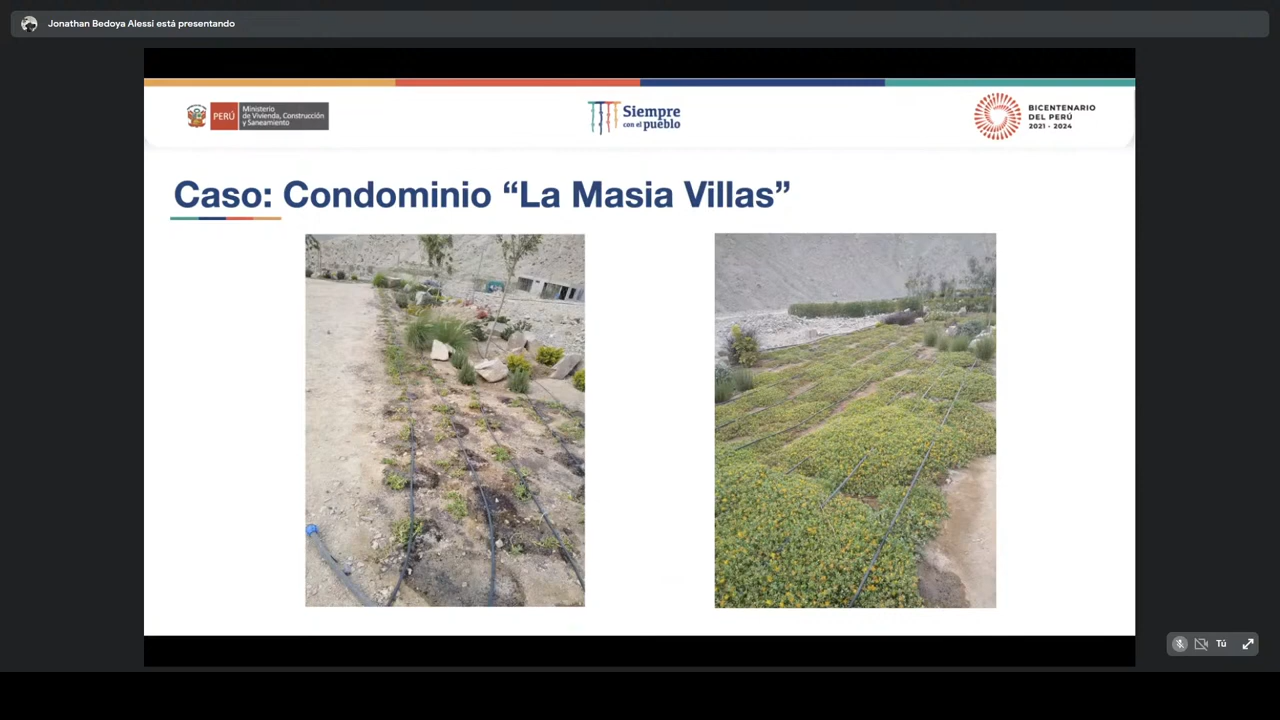 Jonathan Bedoya Alessi está presentando
PERÚ
Ministerio
de Vivienda, Construcción
y Saneamiento
Siempre
con el pueblo
BICENTENARIO
DEL PERÚ
2021 - 2024
Caso: Condominio “La Masia Villas”
Tú